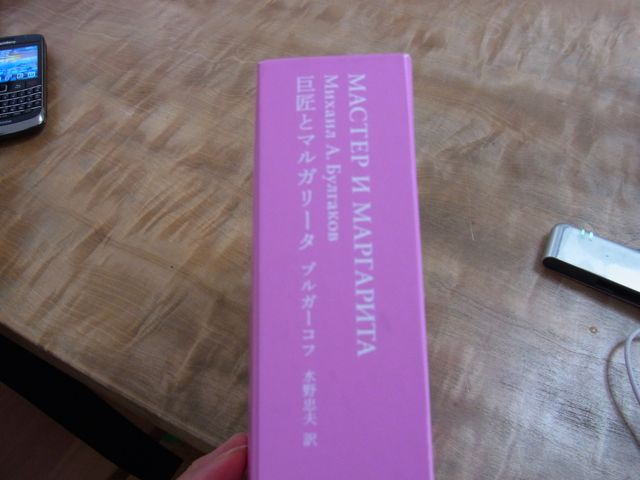 МАСТЕР И МАРГАРИТА
Михаил А. Булгаков
巨匠とマルガリータ ブルガーコフ 水野忠夫 訳